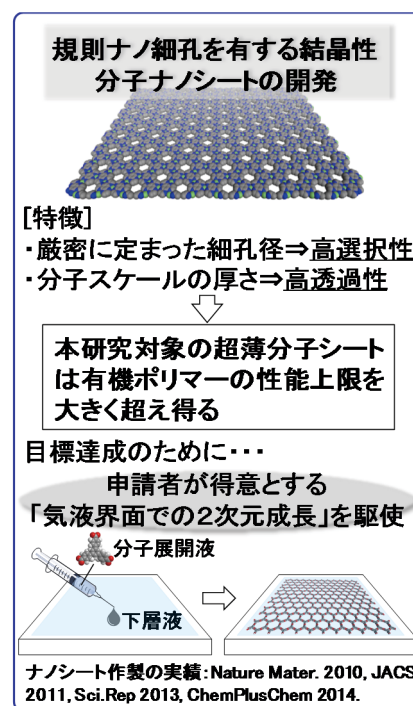 規則ナノ細孔を有する結晶性
分子ナノシートの開発
[特徴]
・厳密に定まった細孔径⇒高選択性
・分子スケールの厚さ⇒高透過性
本研究対象の超薄分子シート
は有機ポリマーの性能上限を
大きく超え得る
目標達成のために・・・
申請者が得意とする
「気液界面での2次元成長」を駆使
分子展開液
下層液
ナノシート作製の実績：Nature Mater. 2010, JACS
2011, Sci.Rep 2013, ChemPlusChem 2014.